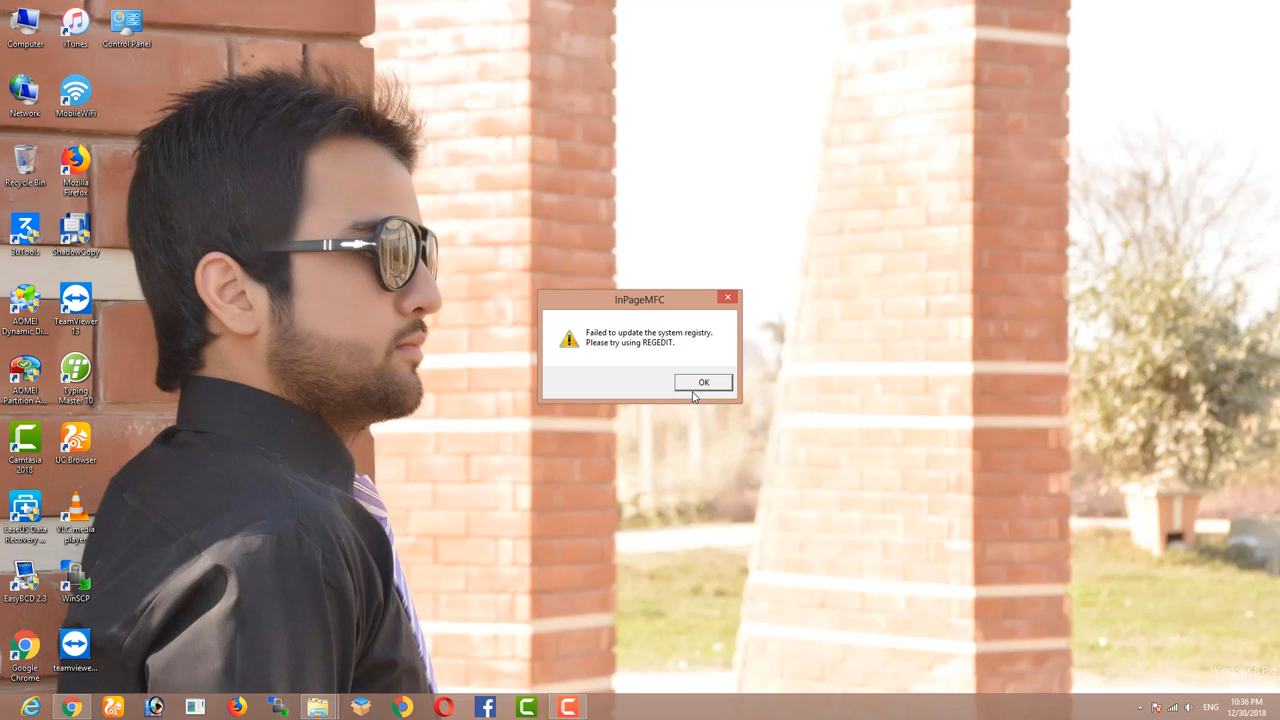 Computer
iTunes
Control Panel
Network
MobileWiFi
Recycle Bin
Mozilla
Firefox
3uTools
ShadowCopy
AOMEI
Dynamic Di...
TeamViewer
13
AOMEI
Partition A...
Typing
Master 10
Camtasia
2018
UC Browser
EaseUS Data
Recovery ...
VLC media
player
EasyBCD 2.3
WinSCP
Google
Chrome
teamviewe...
InPageMFC
Failed to update the system registry.
Please try using REGEDIT.
OK
Windows 8 Pro
ENG
10:36 PM
12/30/2018